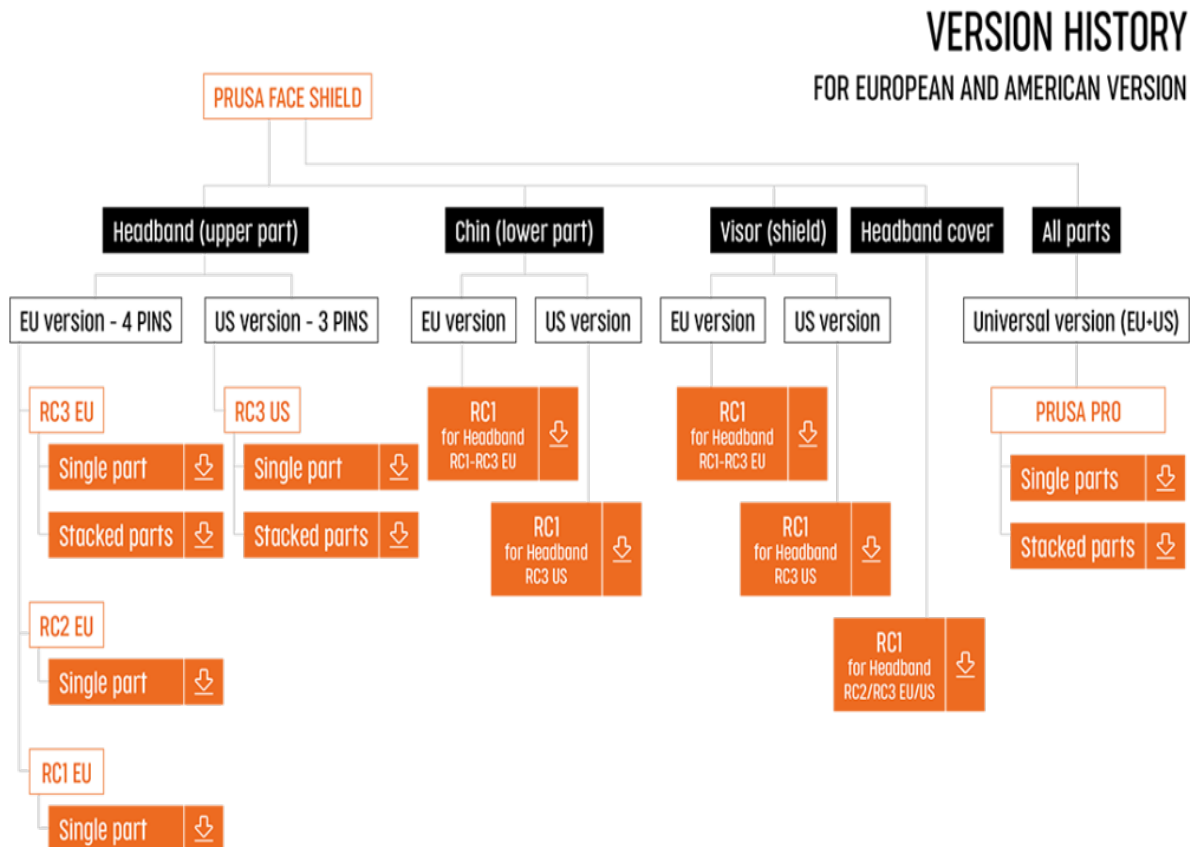 VERSION HISTORY
FOR EUROPEAN AND AMERICAN VERSION
PRUSA FACE SHIELD
Headband (upper part)
Chin (lower part)
Visor (shield)
Headband cover
All parts
EU version - 4 PINS
US version - 3 PINS
EU version
US version
EU version
US version
Universal version (EU+US)
RC3 EU
Single part
Stacked parts
RC2 EU
Single part
RC1 EU
Single part
RC3 US
Single part
Stacked parts
RC1
for Headband
RC1-RC3 EU
RC1
for Headband
RC3 US
RC1
for Headband
RC1-RC3 EU
RC1
for Headband
RC3 US
RC1
for Headband
RC2/RC3 EU/US
PRUSA PRO
Single parts
Stacked parts